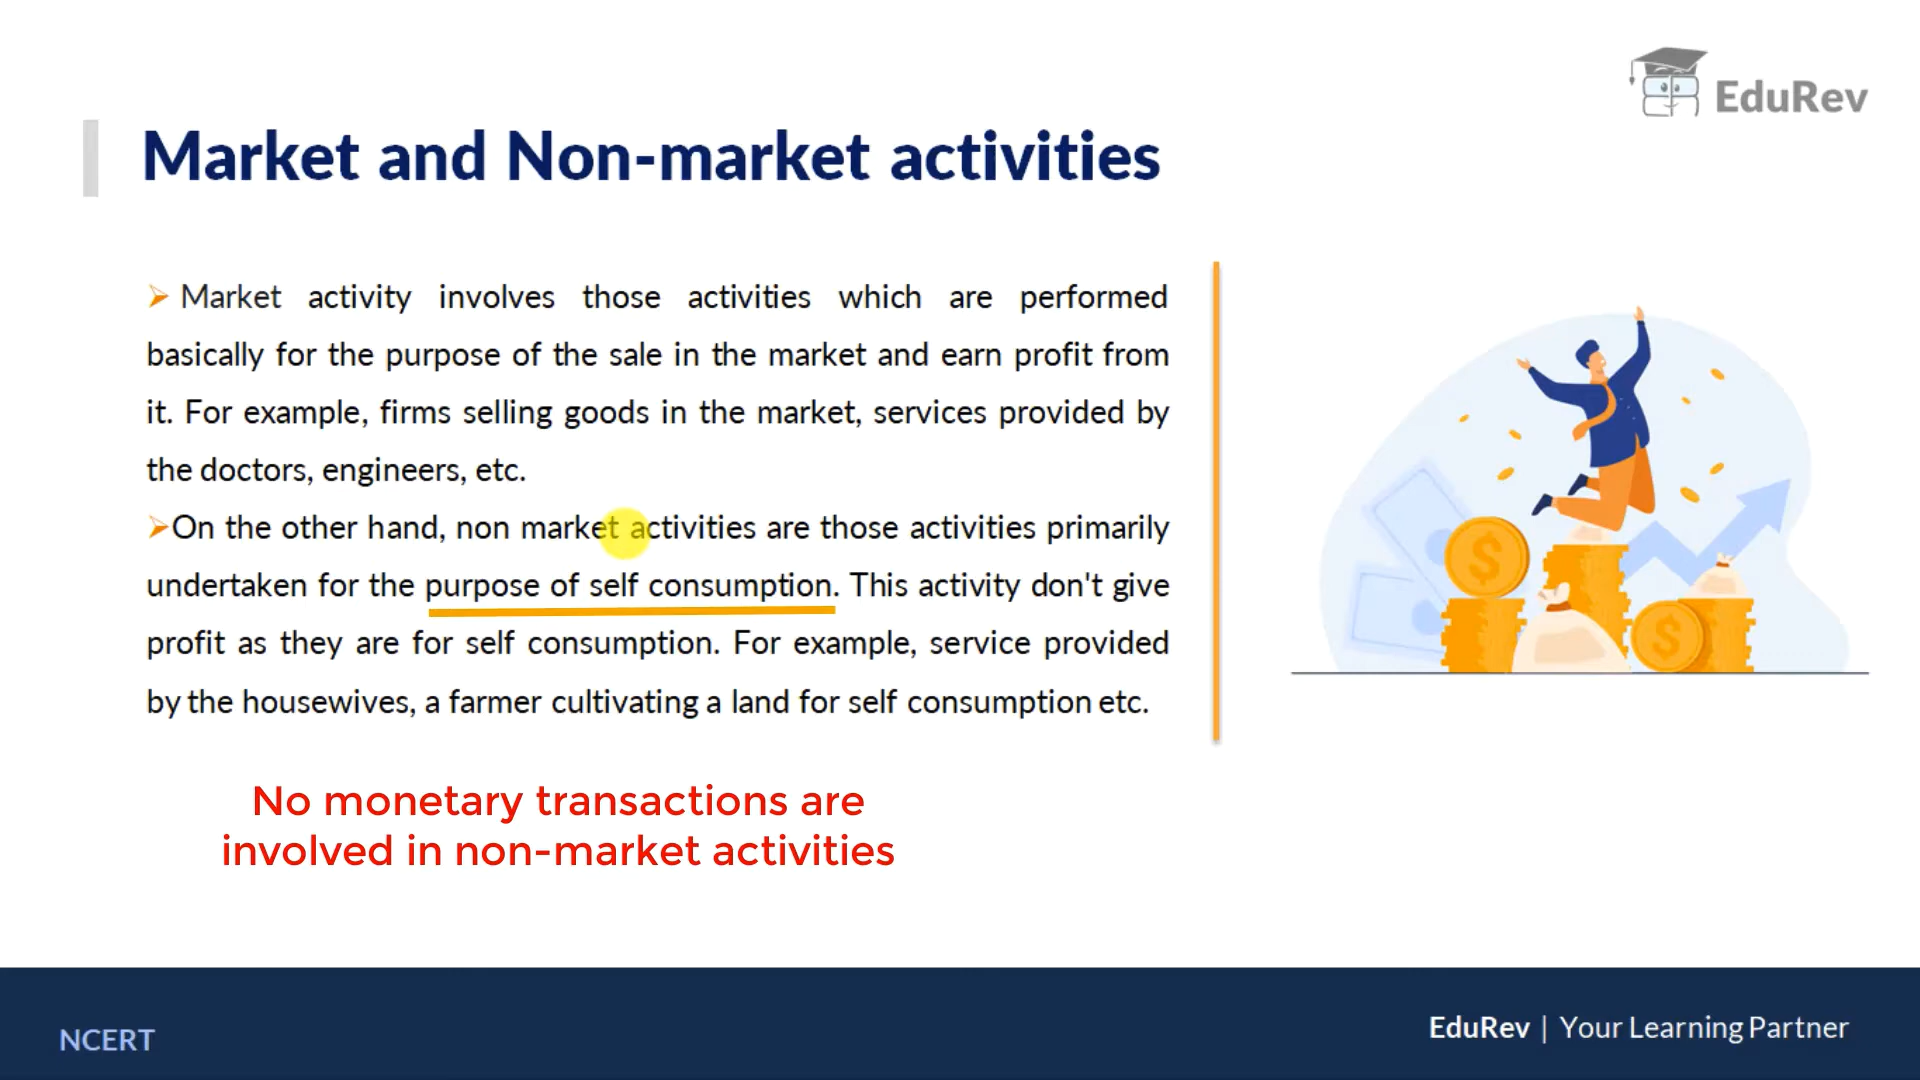 EduRev
Market and Non-market activities
➤ Market activity involves those activities which are performed
basically for the purpose of the sale in the market and earn profit from
it. For example, firms selling goods in the market, services provided by
the doctors, engineers, etc.
➤On the other hand, non market activities are those activities primarily
undertaken for the purpose of self consumption. This activity don't give
profit as they are for self consumption. For example, service provided
by the housewives, a farmer cultivating a land for self consumption etc.
No monetary transactions are
involved in non-market activities
NCERT
EduRev | Your Learning Partner